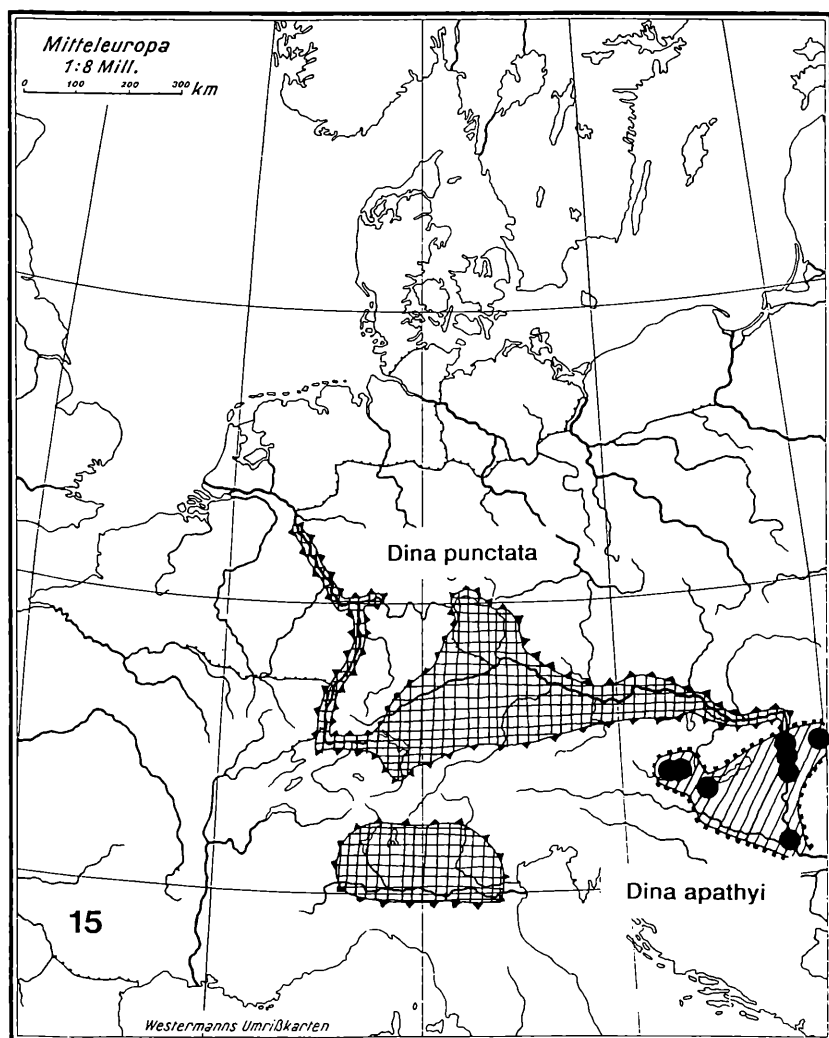 Mitteleuropa
1:8 Mill.
0 100 200 300 km
Dina punctata
Dina apathyi
15
Westermanns Umrißkarten